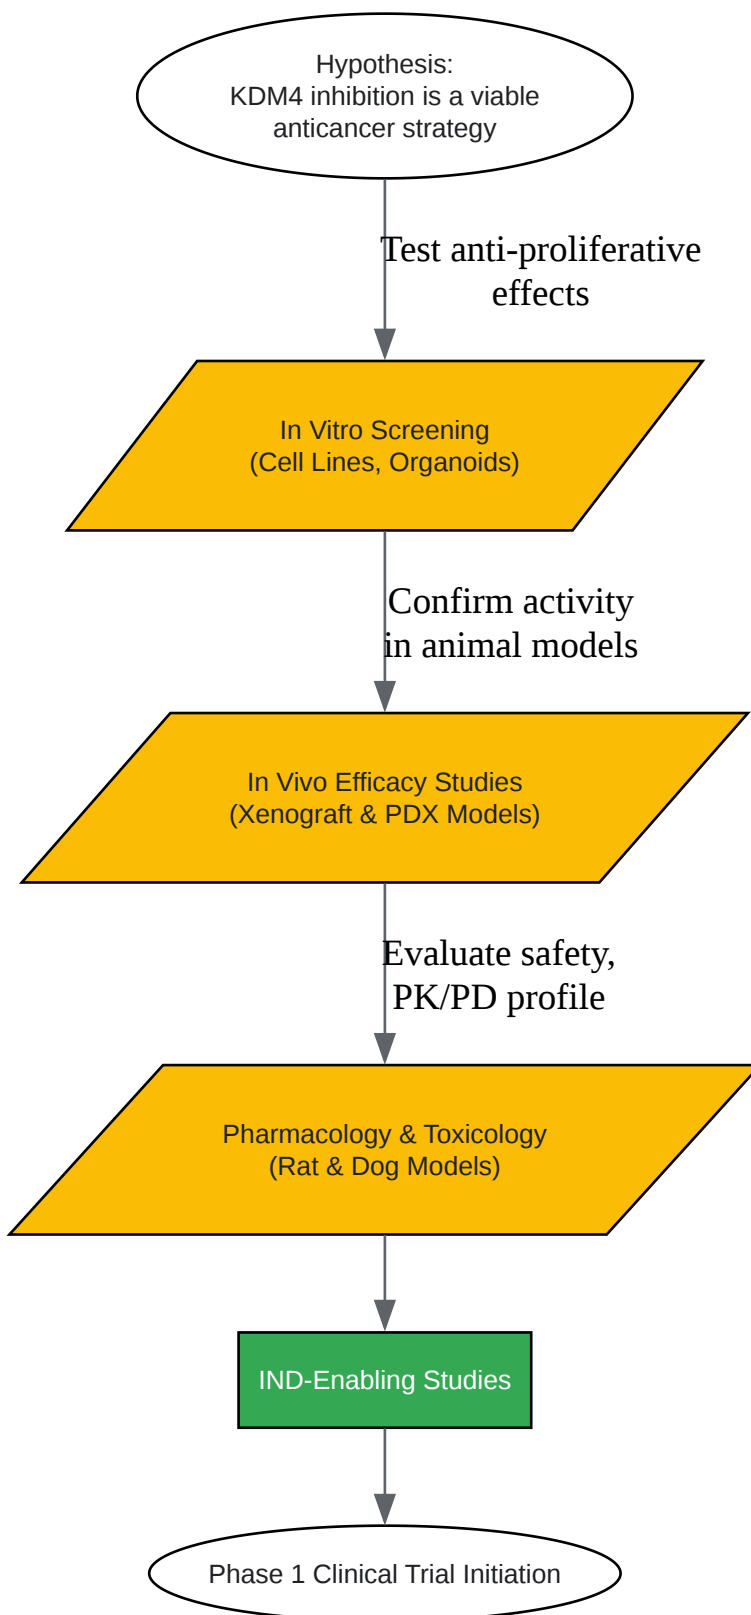 Hypothesis:
KDM4 inhibition is a viable
anticancer strategy
Test anti-proliferative
effects
In Vitro Screening
(Cell Lines, Organoids)
Confirm activity
in animal models
In Vivo Efficacy Studies
(Xenograft & PDX Models)
Evaluate safety,
PK/PD profile
Pharmacology & Toxicology
(Rat & Dog Models)
IND-Enabling Studies
Phase 1 Clinical Trial Initiation